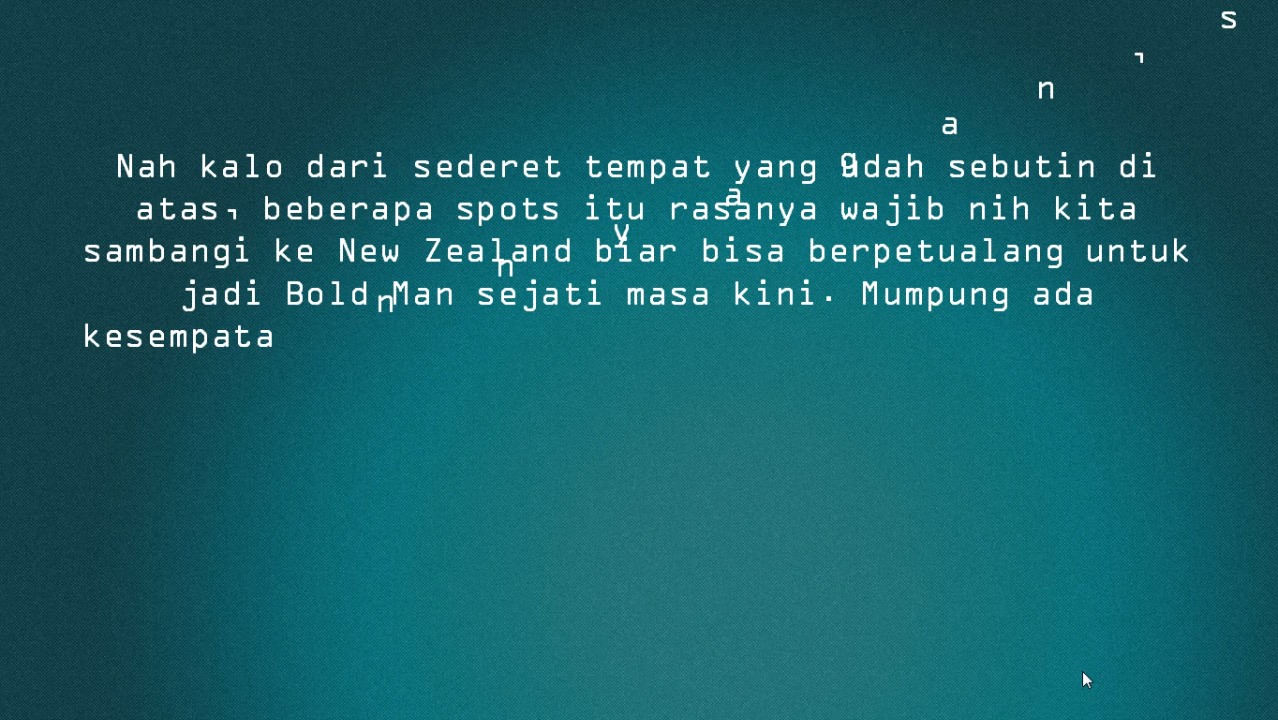 s
,
n
a
g
Nah kalo dari sederet tempat yang udah sebutin di
a
atas, beberapa spots itu rasanya wajib nih kita
y
sambangi ke New Zealand biar bisa berpetualang untuk
n
jadi Bold Man sejati masa kini. Mumpung ada
n
kesempata